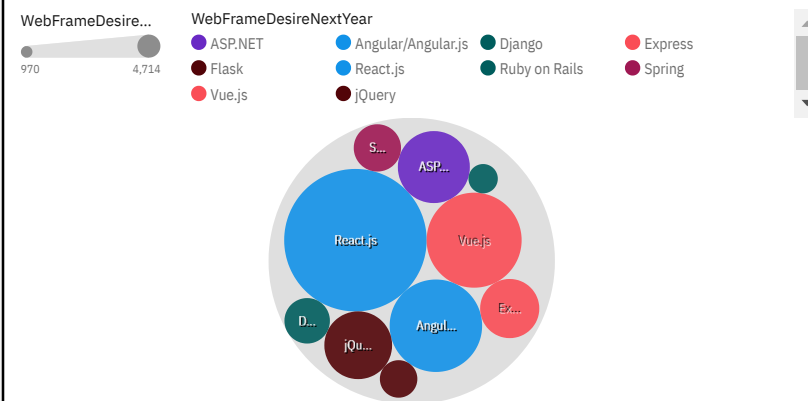 WebFrameDesire...
970 4,714
WebFrameDesireNextYear
ASP.NET Angular/Angular.js Django Express
Flask React.js Ruby on Rails Spring
Vue.js jQuery
S...
ASP...
React.js
Vue.js
Ex...
D...
Angul...
jQu...